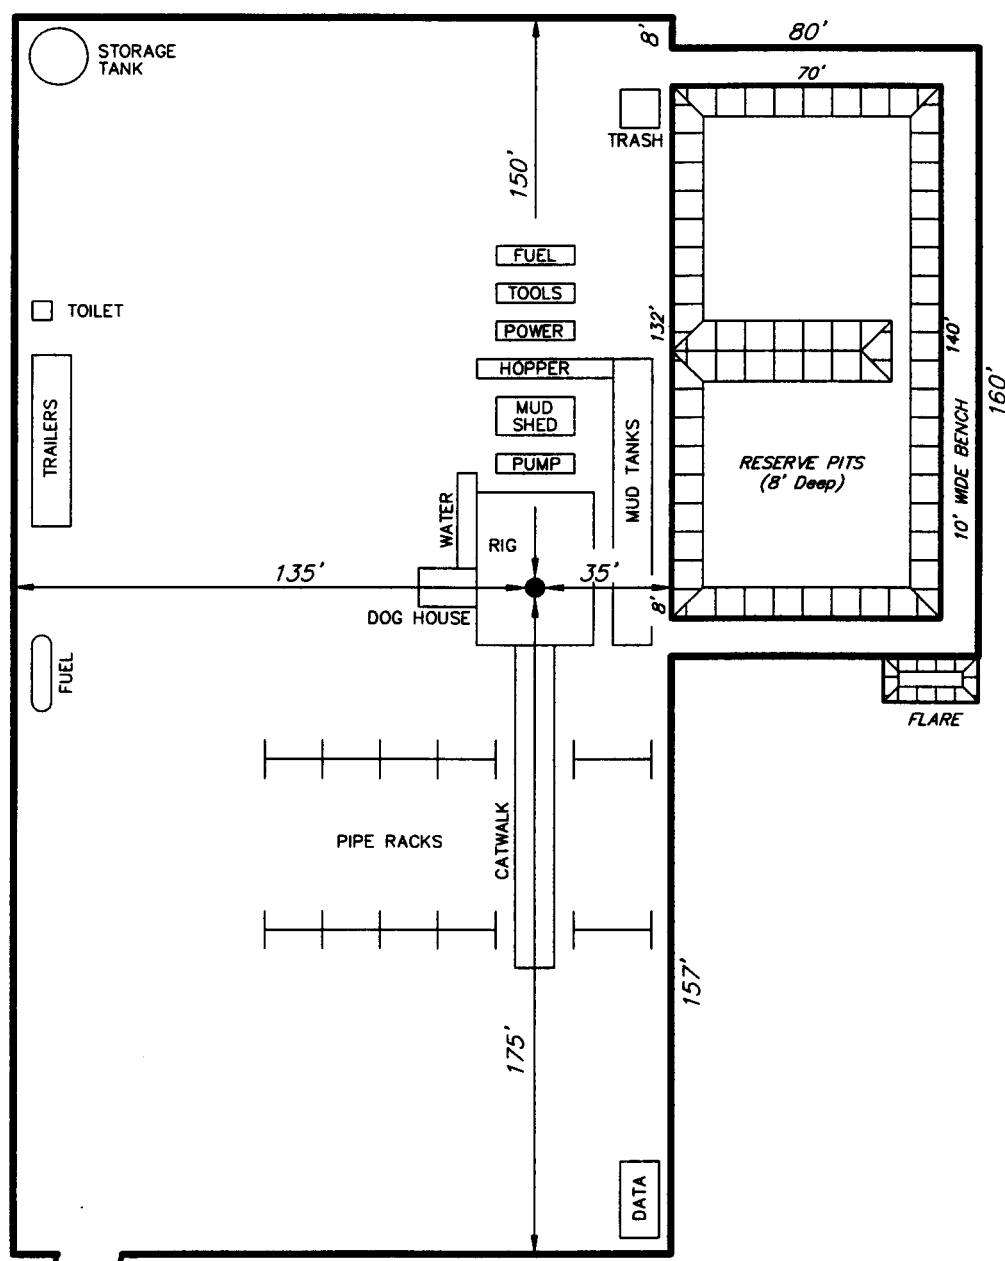 8'
80'
STORAGE
TANK
70'
TRASH
150'
FUEL
TOOLS
TOILET
POWER
132'
140'
HOPPER
160'
MUD
SHED
TRAILERS
MUD TANKS
10' WIDE BENCH
PUMP
RESERVE PITS
(8' Deep)
WATER
RIG
135'
35'
8'
DOG HOUSE
FUEL
FLARE
CATWALK
PIPE RACKS
157'
175'
DATA